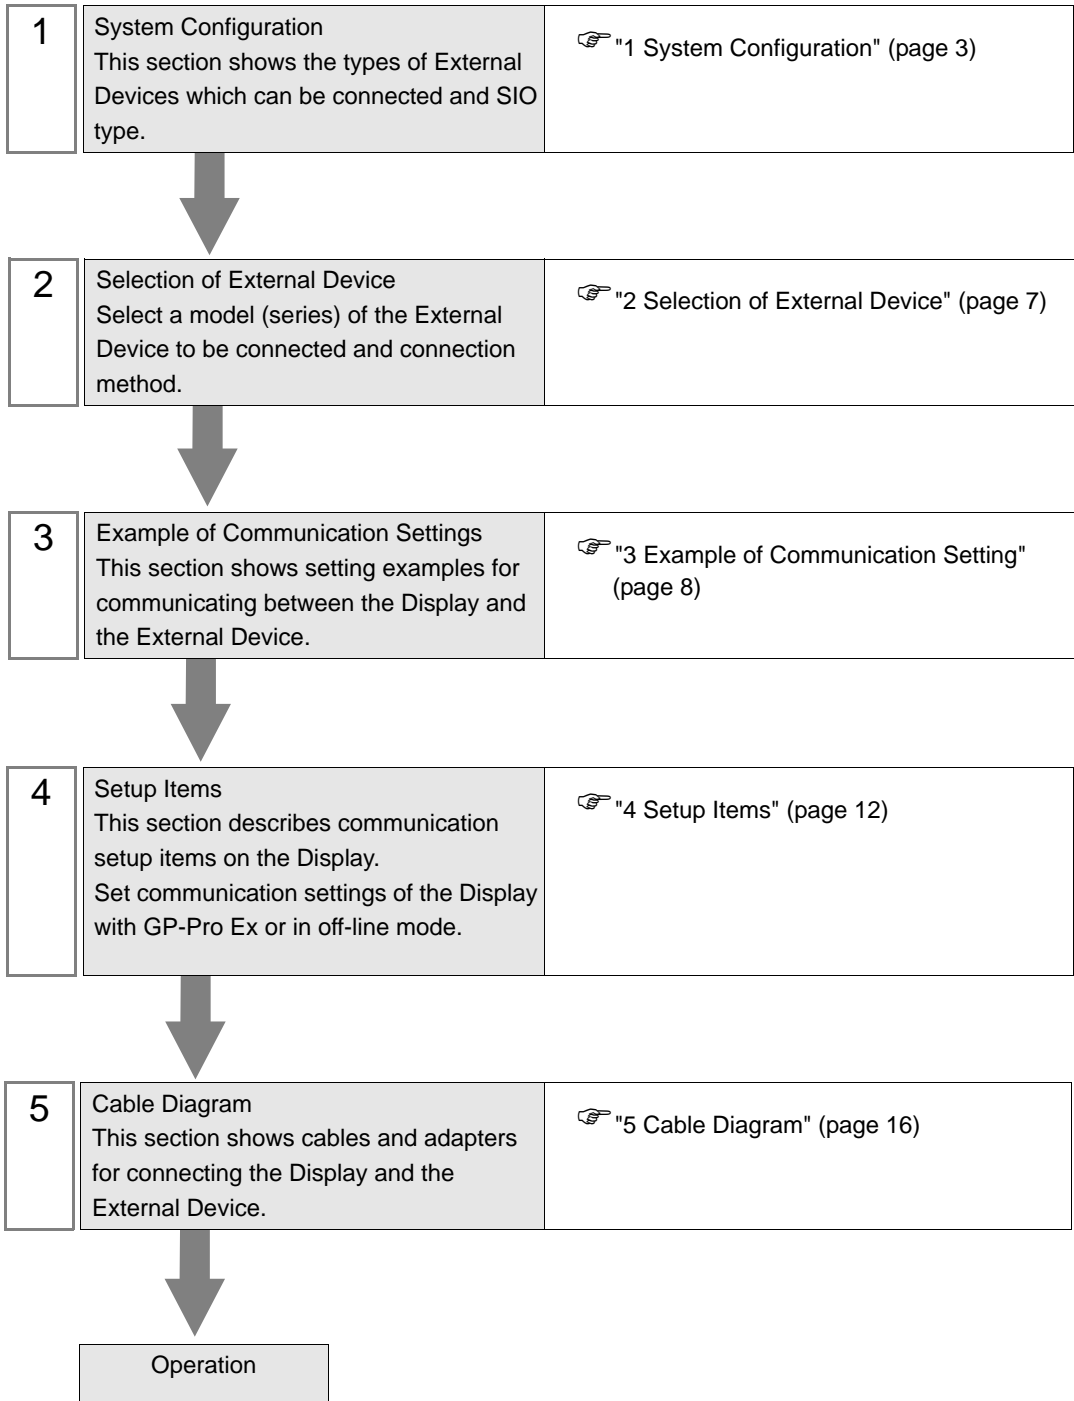 1
System Configuration
This section shows the types of External
Devices which can be connected and SIO
type.
"1 System Configuration" (page 3)
2
Selection of External Device
Select a model (series) of the External
Device to be connected and connection
method.
"2 Selection of External Device" (page 7)
3
Example of Communication Settings
This section shows setting examples for
communicating between the Display and
the External Device.
"3 Example of Communication Setting"
(page 8)
4
Setup Items
This section describes communication
setup items on the Display.
Set communication settings of the Display
with GP-Pro Ex or in off-line mode.
"4 Setup Items" (page 12)
5
Cable Diagram
This section shows cables and adapters
for connecting the Display and the
External Device.
"5 Cable Diagram" (page 16)
Operation